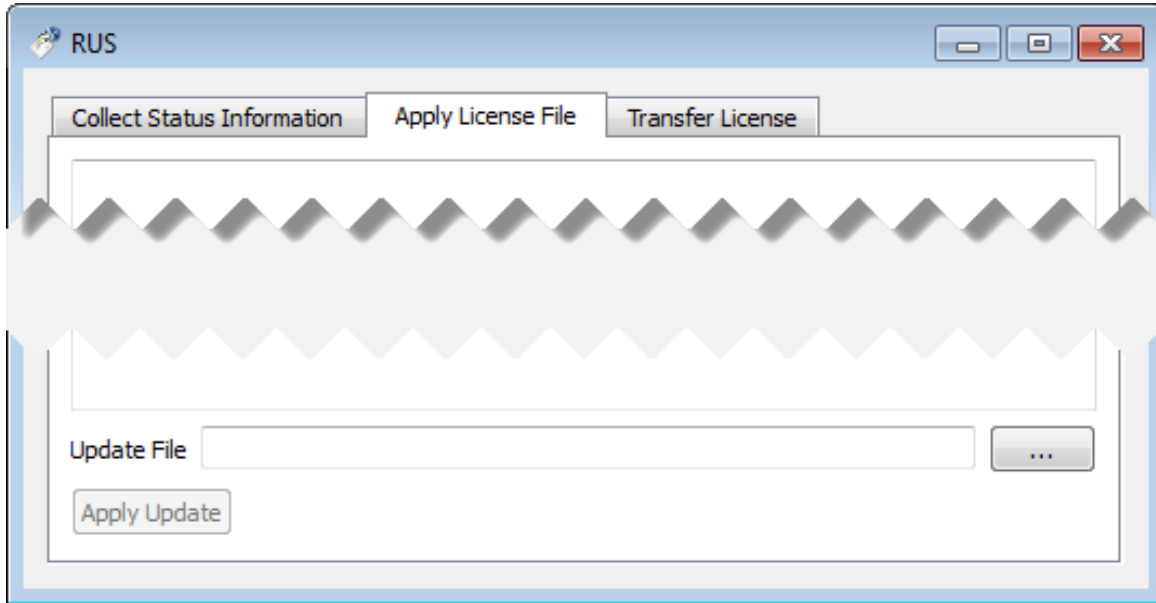 RUS
Collect Status Information Apply License File Transfer License
Update File ...
Apply Update